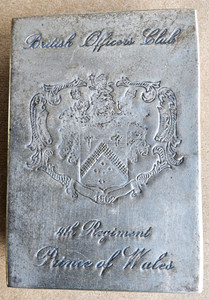 British Officers Club
4th Regiment
Prince of Wales